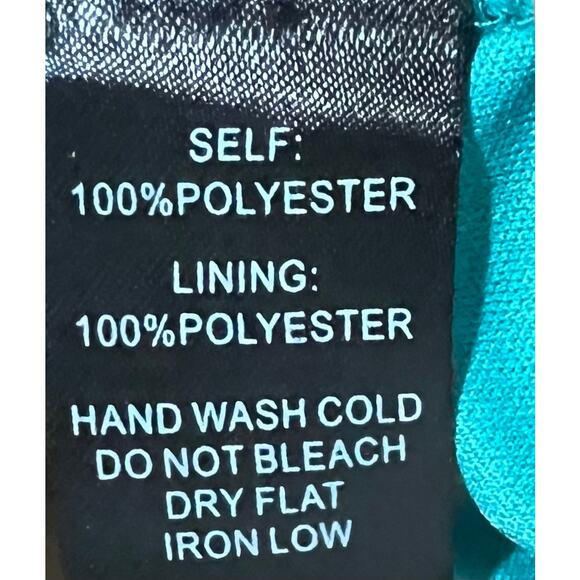 SELF:
100%POLYESTER
LINING:
100%POLYESTER
HAND WASH COLD
DO NOT BLEACH
DRY FLAT
IRON LOW